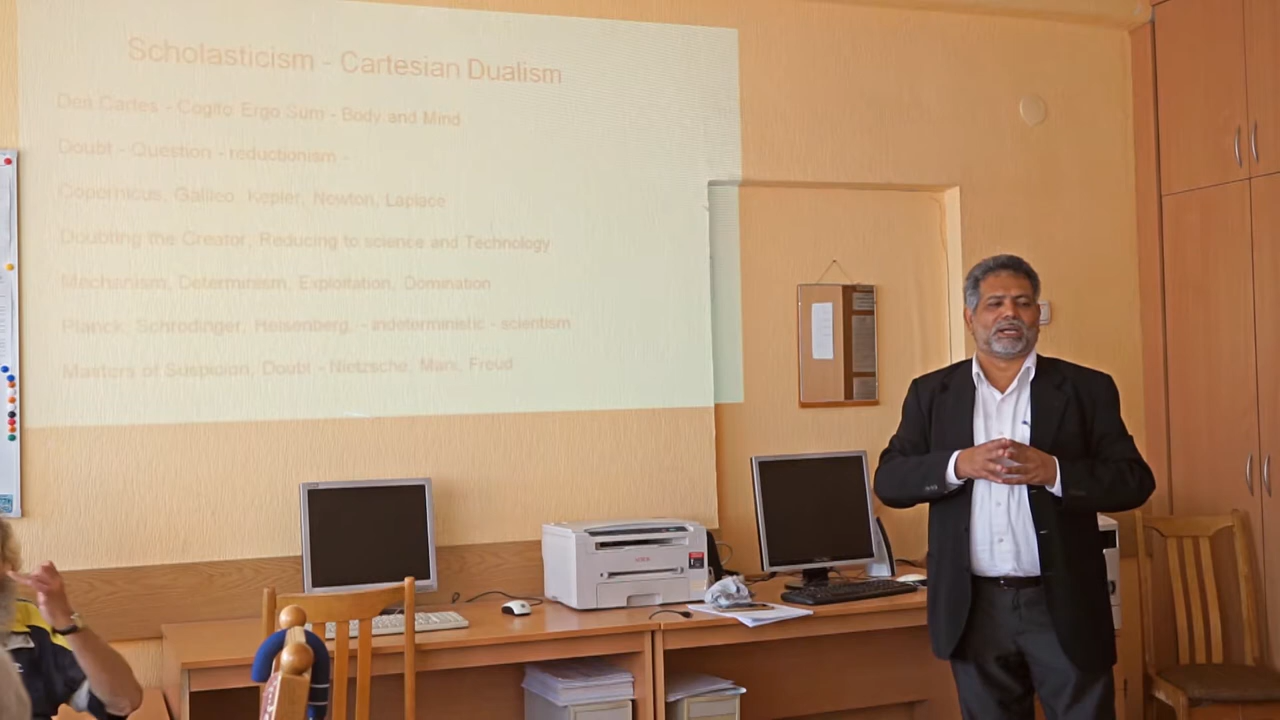 Scholasticism - Cartesian Dualism
Den Cartes - Cogito Ergo Sum - Body and Mind
Doubt - Question - reductionism -
Copernicus, Galileo, Kepler, Newton, Laplace
Doubting the Creator, Reducing to science and Technology
Mechanism, Determinism, Exploitation, Domination
Planck, Schrodinger, Heisenberg, - indeterministic - scientism
Masters of Suspicion, Doubt - Nietzsche, Marx, Freud